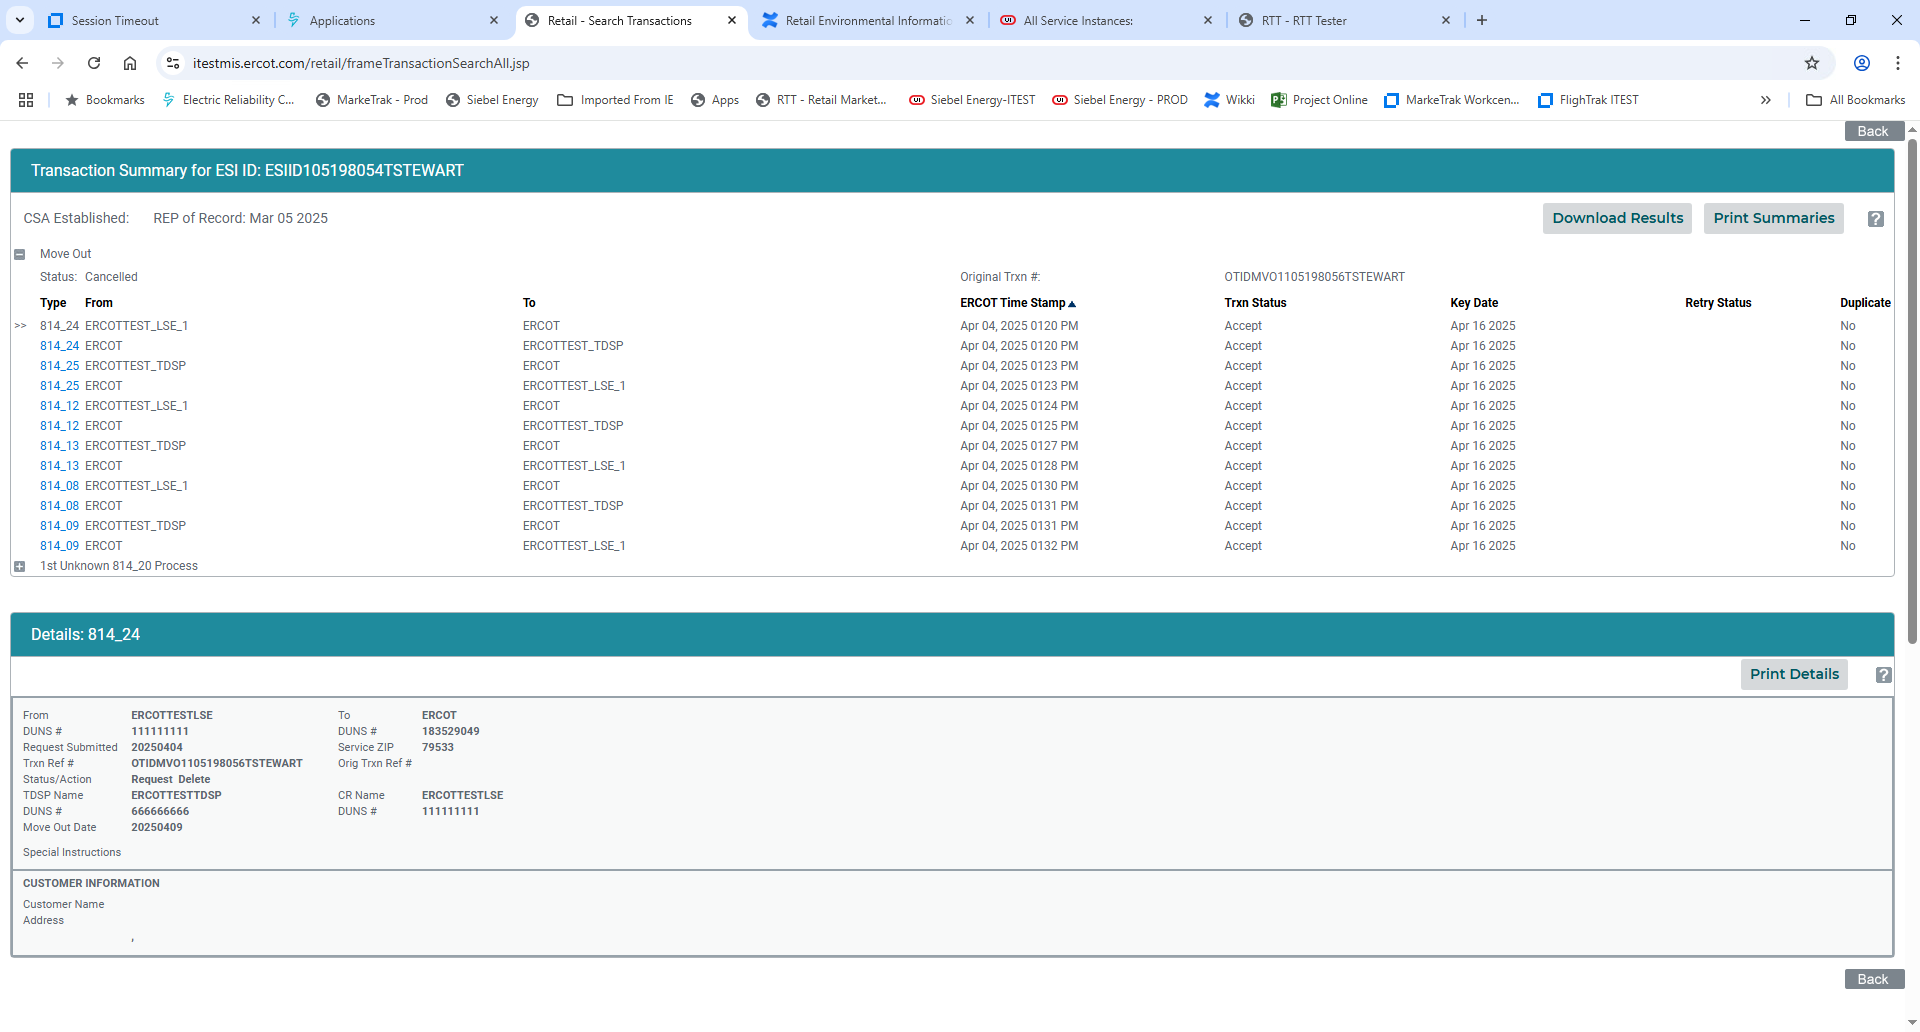 Session Timeout
Applications
Retail - Search Transactions
Retail Environmental Informatio
All Service Instances:
RTT - RTT Tester
itestmis.ercot.com/retail/frameTransactionSearchAll.jsp
Bookmarks
Electric Reliability C...
MarkeTrak - Prod
Siebel Energy
Imported From IE
Apps
RTT - Retail Market...
Siebel Energy-ITEST
Siebel Energy - PROD
Wikki
Project Online
MarkeTrak Workcen...
FlighTrak ITEST
All Bookmarks
Back
Transaction Summary for ESI ID: ESIID105198054TSTEWART
CSA Established: REP of Record: Mar 05 2025
Download Results
Print Summaries
?
Move Out
Status: Cancelled Original Trxn #: OTIDMVO1105198056TSTEWART
Type From To ERCOT Time Stamp Trxn Status Key Date Retry Status Duplicate
>> 814_24 ERCOTTEST_LSE_1 ERCOT Apr 04, 2025 0120 PM Accept Apr 16 2025 No
814_24 ERCOT ERCOTTEST_TDSP Apr 04, 2025 0120 PM Accept Apr 16 2025 No
814_25 ERCOTTEST_TDSP ERCOT Apr 04, 2025 0123 PM Accept Apr 16 2025 No
814_25 ERCOT ERCOTTEST_LSE_1 Apr 04, 2025 0123 PM Accept Apr 16 2025 No
814_12 ERCOTTEST_LSE_1 ERCOT Apr 04, 2025 0124 PM Accept Apr 16 2025 No
814_12 ERCOT ERCOTTEST_TDSP Apr 04, 2025 0125 PM Accept Apr 16 2025 No
814_13 ERCOTTEST_TDSP ERCOT Apr 04, 2025 0127 PM Accept Apr 16 2025 No
814_13 ERCOT ERCOTTEST_LSE_1 Apr 04, 2025 0128 PM Accept Apr 16 2025 No
814_08 ERCOTTEST_LSE_1 ERCOT Apr 04, 2025 0130 PM Accept Apr 16 2025 No
814_08 ERCOT ERCOTTEST_TDSP Apr 04, 2025 0131 PM Accept Apr 16 2025 No
814_09 ERCOTTEST_TDSP ERCOT Apr 04, 2025 0131 PM Accept Apr 16 2025 No
814_09 ERCOT ERCOTTEST_LSE_1 Apr 04, 2025 0132 PM Accept Apr 16 2025 No
1st Unknown 814_20 Process
Details: 814_24
Print Details
?
From ERCOTTESTLSE To ERCOT
DUNS # 111111111 DUNS # 183529049
Request Submitted 20250404 Service ZIP 79533
Trxn Ref # OTIDMVO1105198056TSTEWART Orig Trxn Ref #
Status/Action Request Delete
TDSP Name ERCOTTESTTDSP CR Name ERCOTTESTLSE
DUNS # 666666666 DUNS # 111111111
Move Out Date 20250409
Special Instructions
CUSTOMER INFORMATION
Customer Name
Address
,
Back